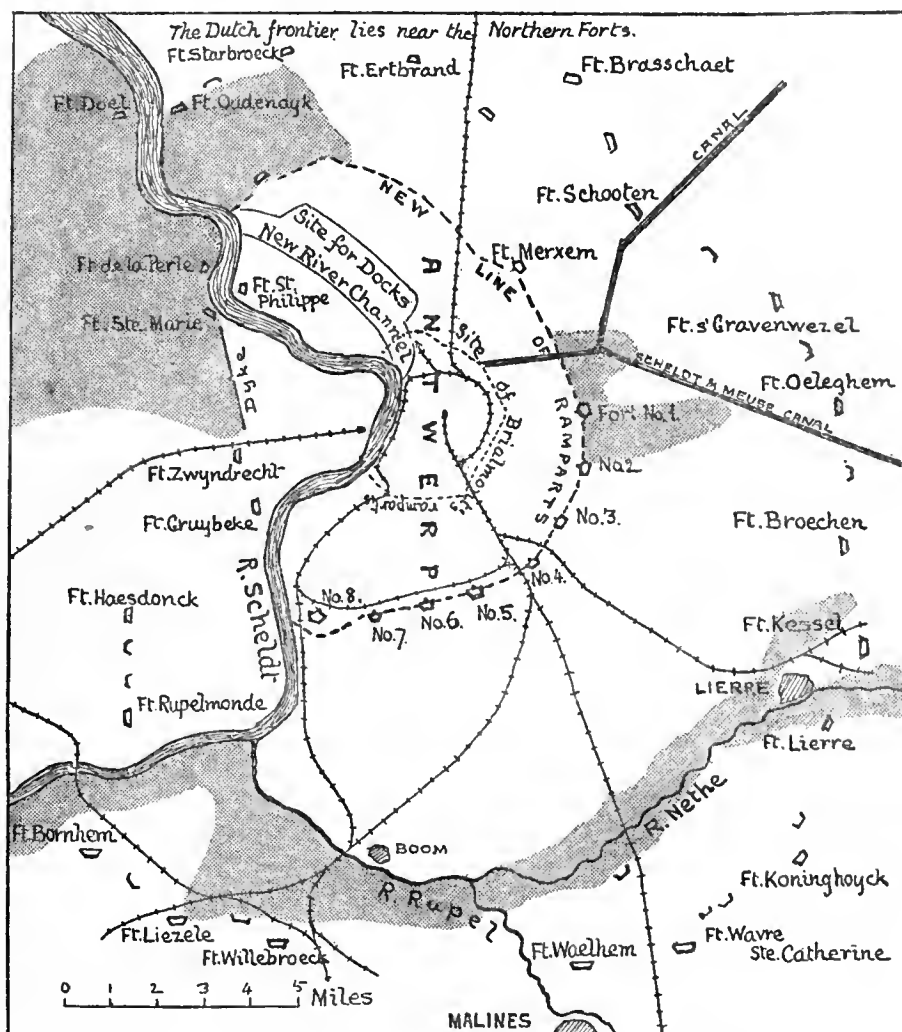 The Dutch frontier lies near the Northern Forts.
Ft. Starbroeck
Ft. Ertbrand
Ft. Brasschaet
Ft. Doel
Ft. Oudendyk
CANAL
NEW
LINE
OF
RAMPARTS
Ft. Schooten
Site for Docks
New River Channel
Ft. Merxem
ANTWERP
Ft de la Perle
Ft. St.
Philippe
Ft. s'Gravenwezel
Ft. Ste. Marie
Site of Brialmont's ramparts
SCHELDT & MEUSE CANAL
Ft. Oeleghem
Dyke
Fort No. 1.
No. 2
Ft. Zwyndrecht
Ft. Cruybeke
No. 3.
Ft. Broechen
R. Scheldt
No. 4.
Ft. Haesdonck
No. 8.
No. 7.
No. 6.
No. 5.
Ft. Kessel
LIERRE
Ft. Rupelmonde
Ft. Lierre
R. Nethe
Ft. Bornhem
BOOM
R. Rupel
Ft. Koninghoyck
Ft. Liezele
Ft. Willebroeck
Ft. Waelhem
Ft. Wavre
Ste. Catherine
0 1 2 3 4 5 Miles
MALINES